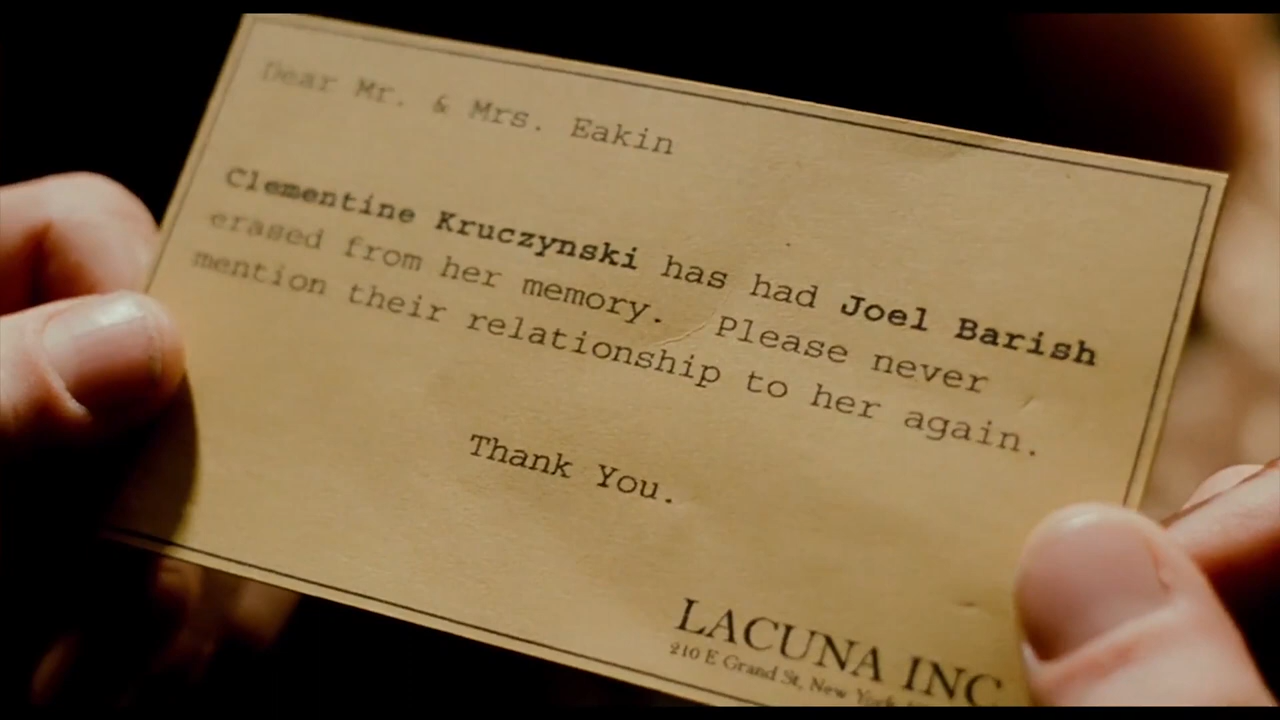 Dear Mr. & Mrs. Eakin
Clementine Kruczynski has had Joel Barish
erased from her memory. Please never
mention their relationship to her again.
Thank You.
LACUNA INC
210 E Grand St, New York